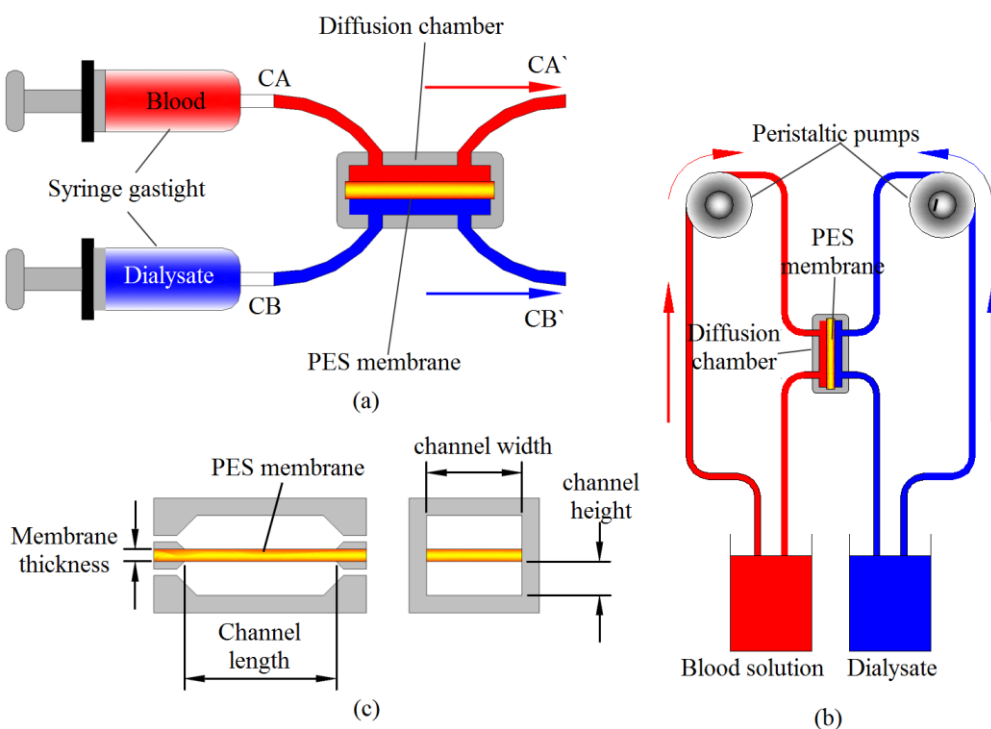 Diffusion chamber
CA
CA`
Blood
Syringe gastight
Dialysate
CB
CB`
PES membrane
(a)
Peristaltic pumps
PES
membrane
Diffusion
chamber
Blood solution
Dialysate
(b)
PES membrane
channel width
channel
height
Membrane
thickness
Channel
length
(c)